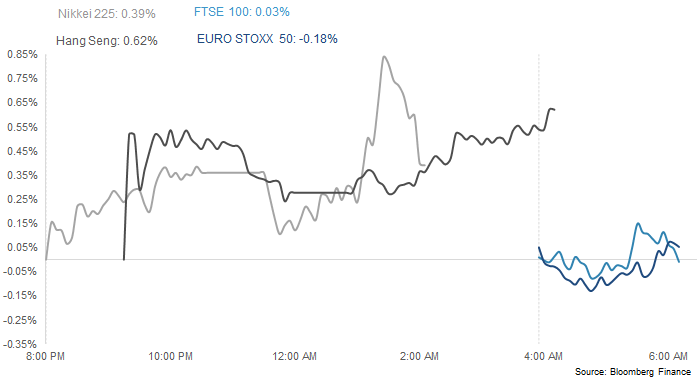 Nikkei 225: 0.39%
FTSE 100: 0.03%
Hang Seng: 0.62%
EURO STOXX 50: -0.18%
0.85%
0.75%
0.65%
0.55%
0.45%
0.35%
0.25%
0.15%
0.05%
-0.05%
-0.15%
-0.25%
-0.35%
8:00 PM
10:00 PM
12:00 AM
2:00 AM
4:00 AM
6:00 AM
Source: Bloomberg Finance